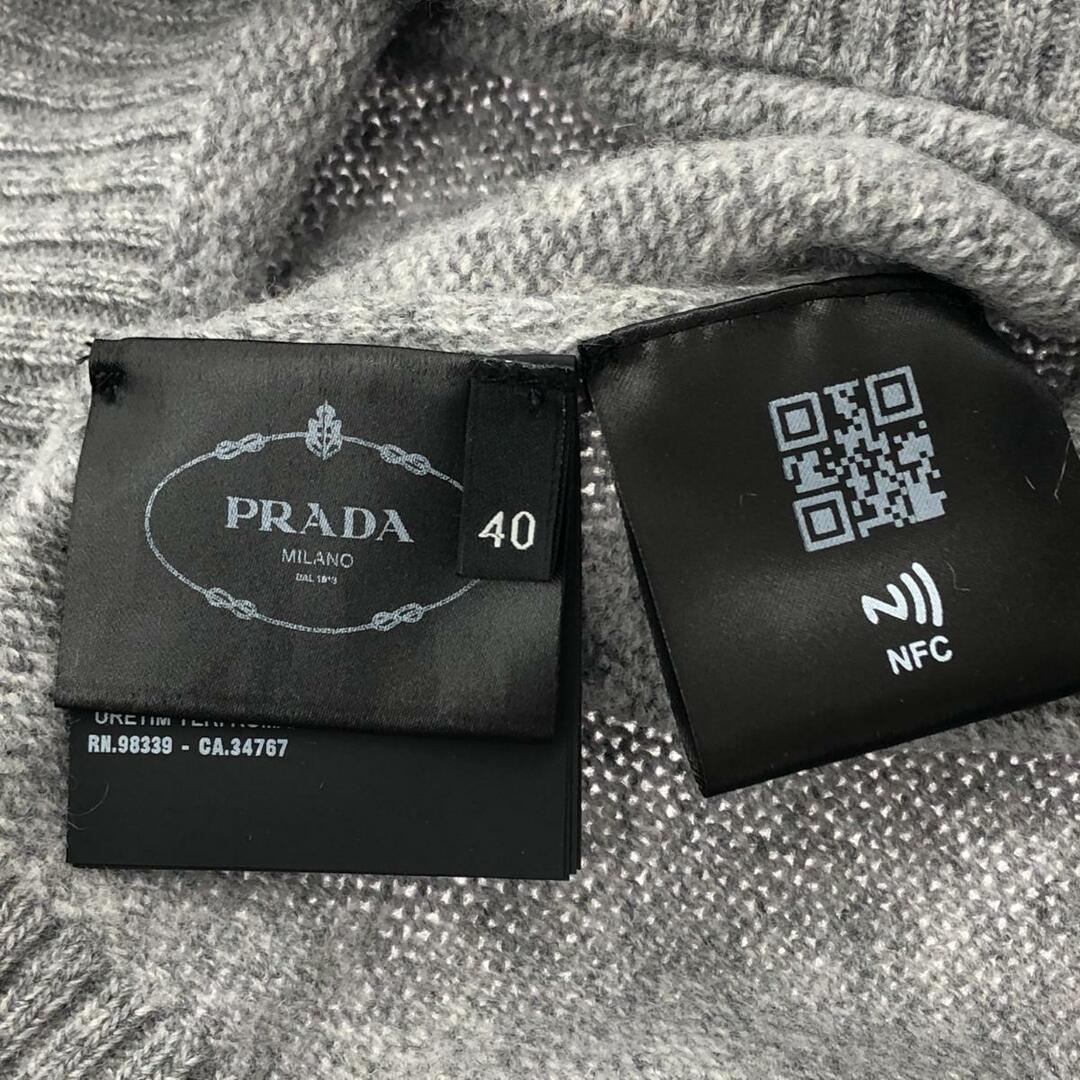 PRADA
MILANO
DAL 1913
40
RN.98339 - CA.34767
NFC